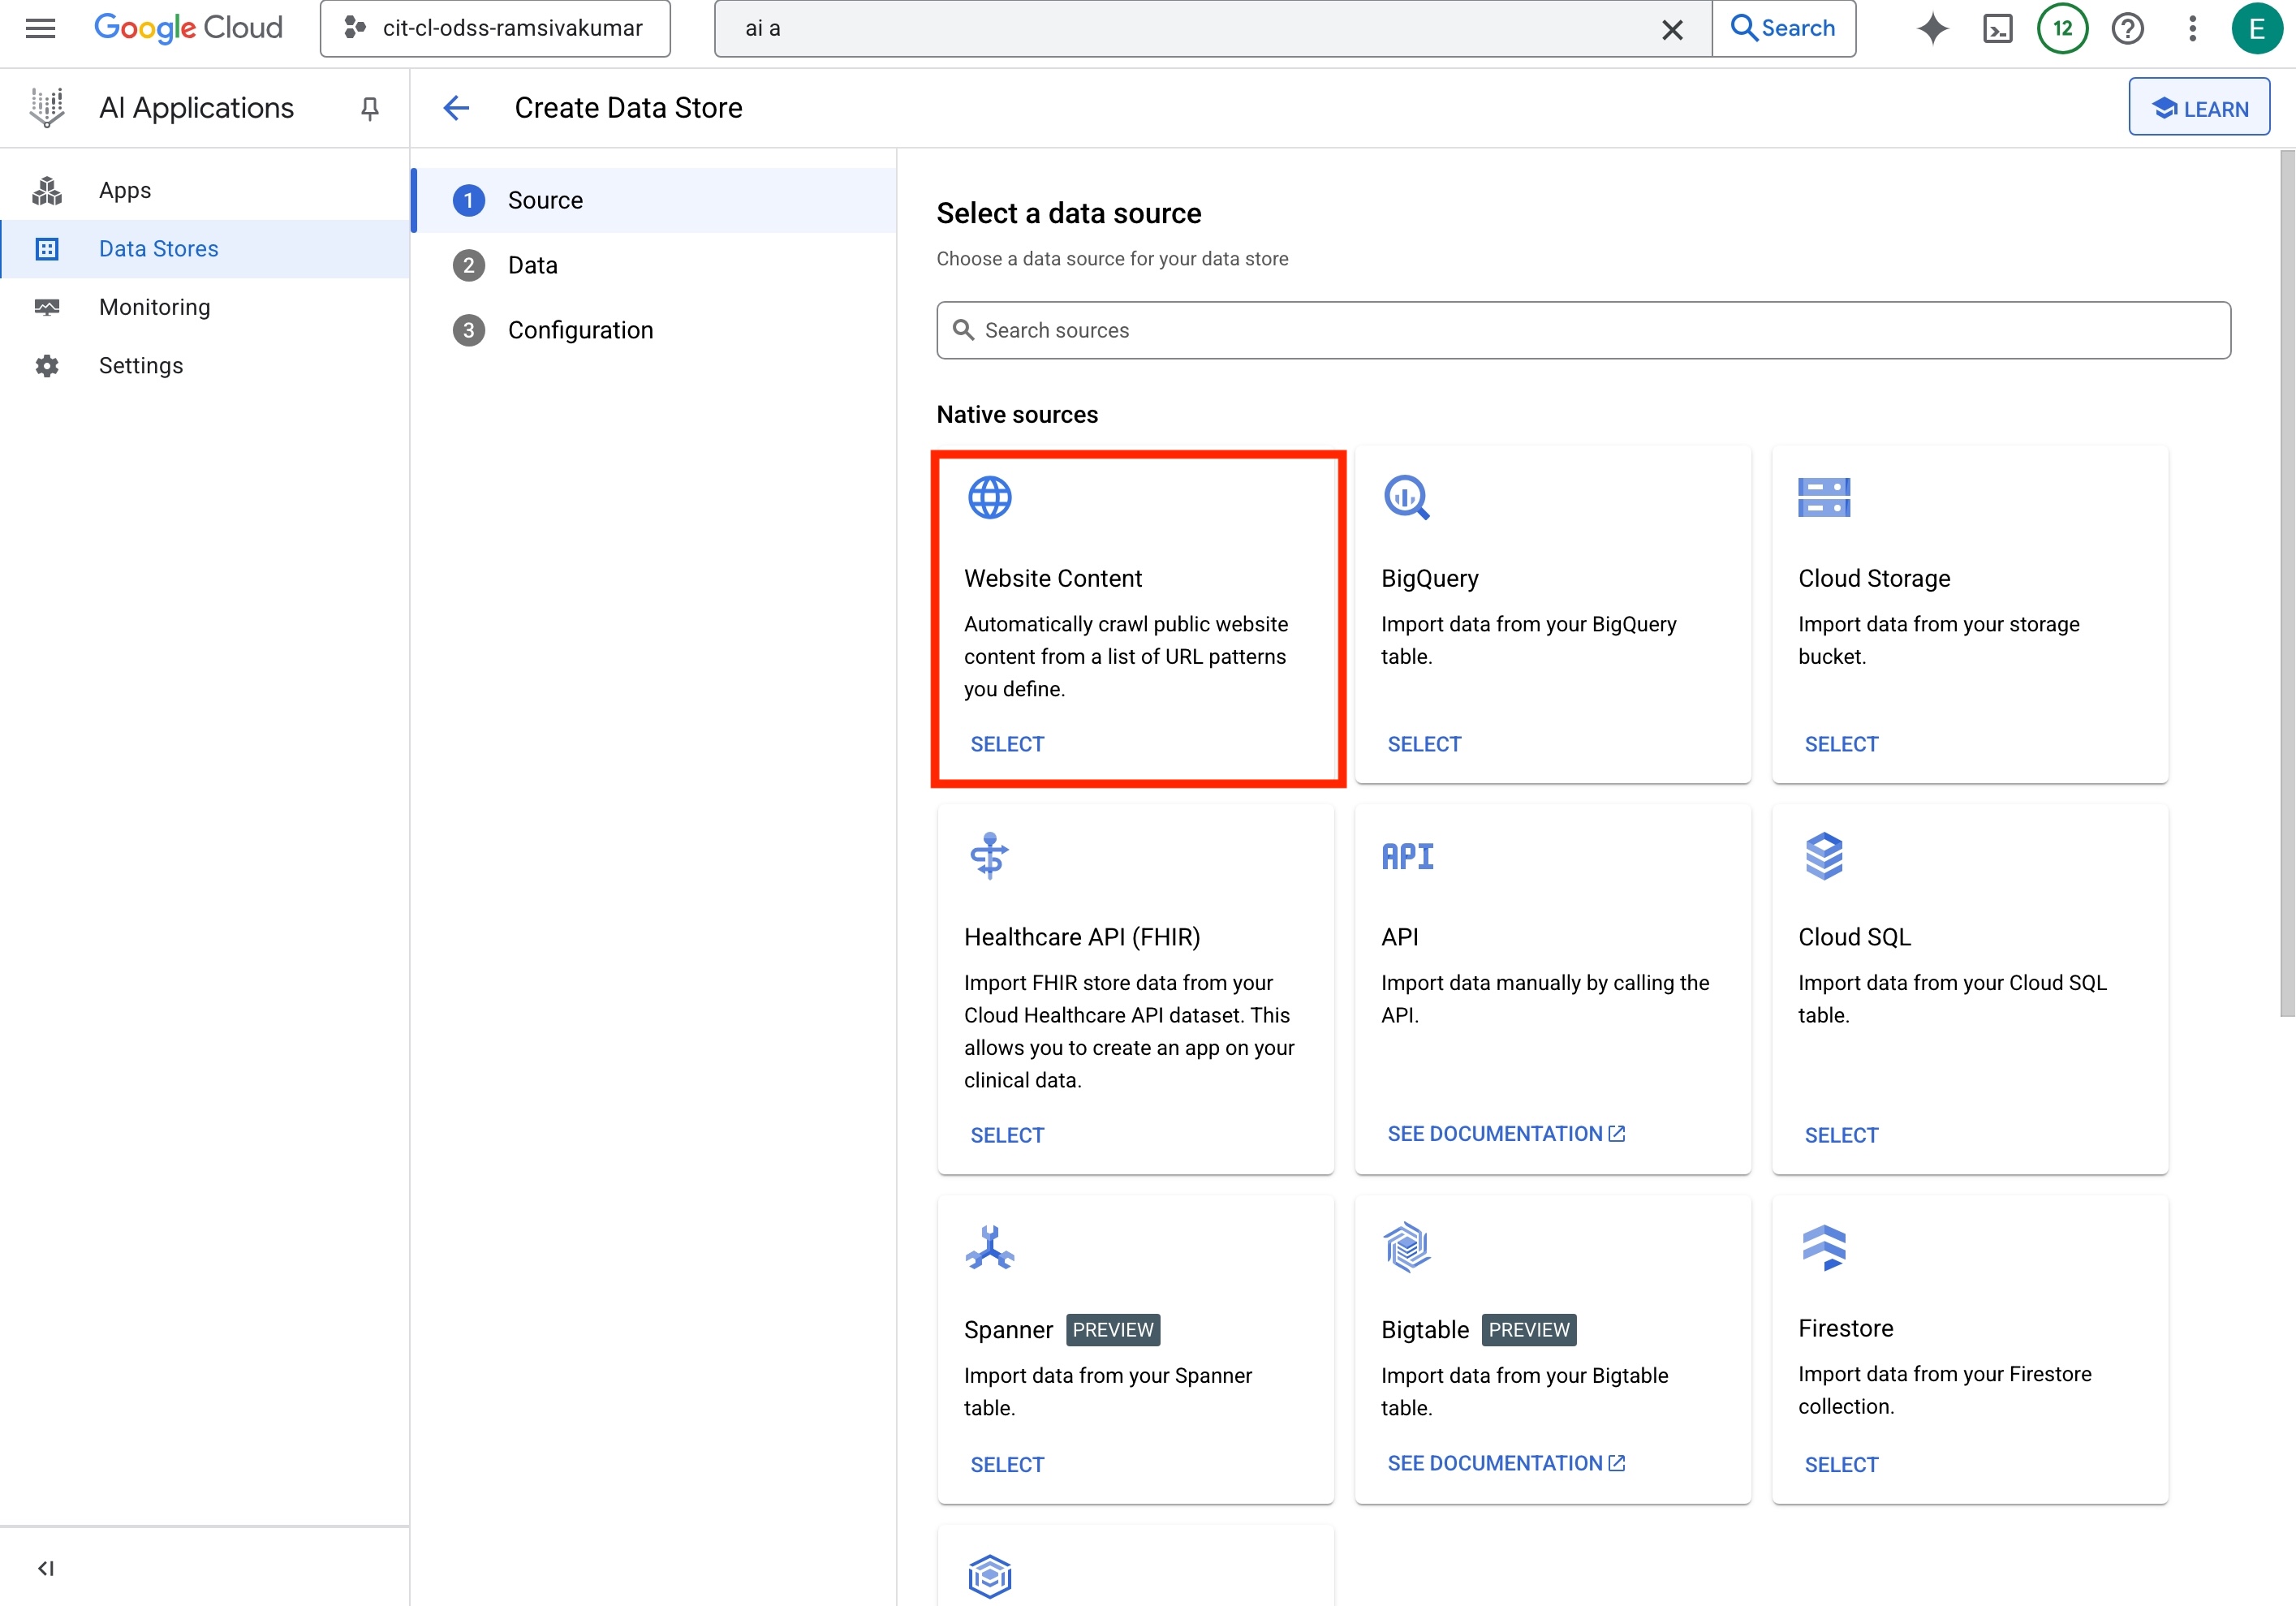 Google Cloud
cit-cl-odss-ramsivakumar
ai a
Search
12
E
AI Applications
Create Data Store
LEARN
Apps
Data Stores
Monitoring
Settings
1 Source
2 Data
3 Configuration
Select a data source
Choose a data source for your data store
Search sources
Native sources
Website Content
Automatically crawl public website
content from a list of URL patterns
you define.
SELECT
BigQuery
Import data from your BigQuery
table.
SELECT
Cloud Storage
Import data from your storage
bucket.
SELECT
Healthcare API (FHIR)
Import FHIR store data from your
Cloud Healthcare API dataset. This
allows you to create an app on your
clinical data.
SELECT
API
API
Import data manually by calling the
API.
SEE DOCUMENTATION
Cloud SQL
Import data from your Cloud SQL
table.
SELECT
Spanner PREVIEW
Import data from your Spanner
table.
SELECT
Bigtable PREVIEW
Import data from your Bigtable
table.
SEE DOCUMENTATION
Firestore
Import data from your Firestore
collection.
SELECT